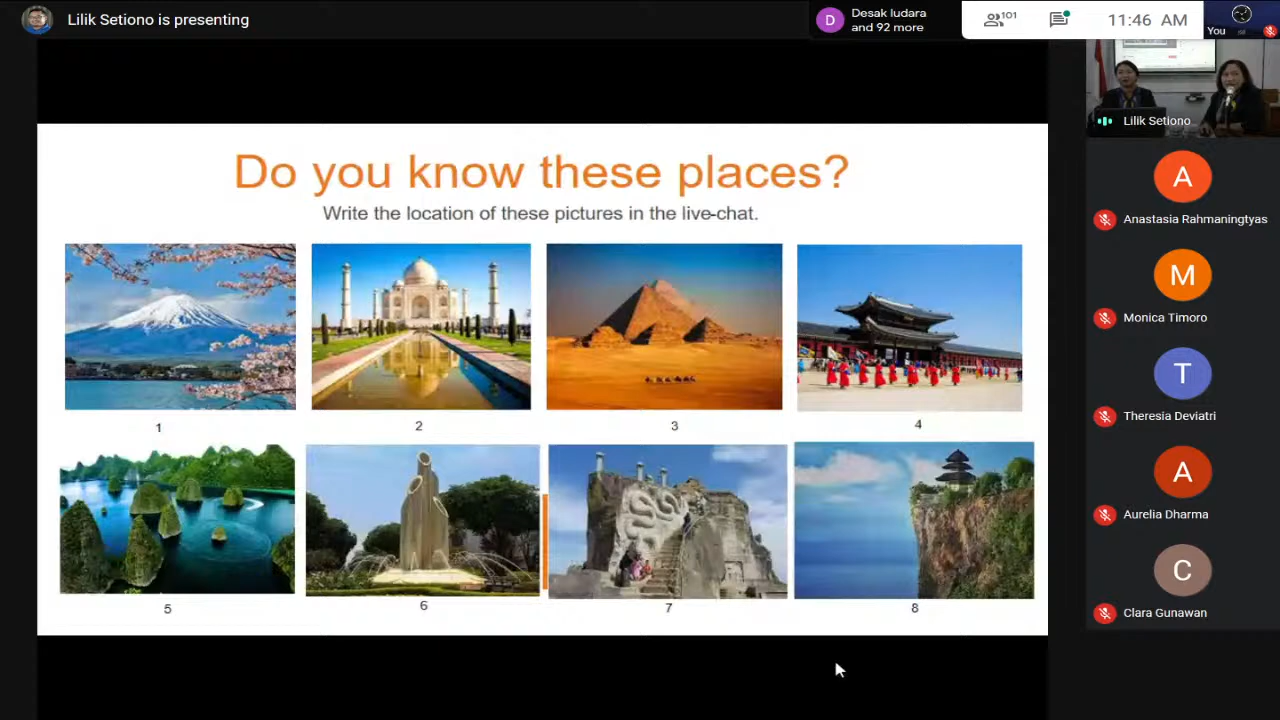 Lilik Setiono is presenting
Desak Iudara
and 92 more
101
11:46 AM
You
Lilik Setiono
Do you know these places?
Write the location of these pictures in the live-chat.
1
2
3
4
5
6
7
8
A
Anastasia Rahmaningtyas
M
Monica Timoro
T
Theresia Deviatri
A
Aurelia Dharma
C
Clara Gunawan
D